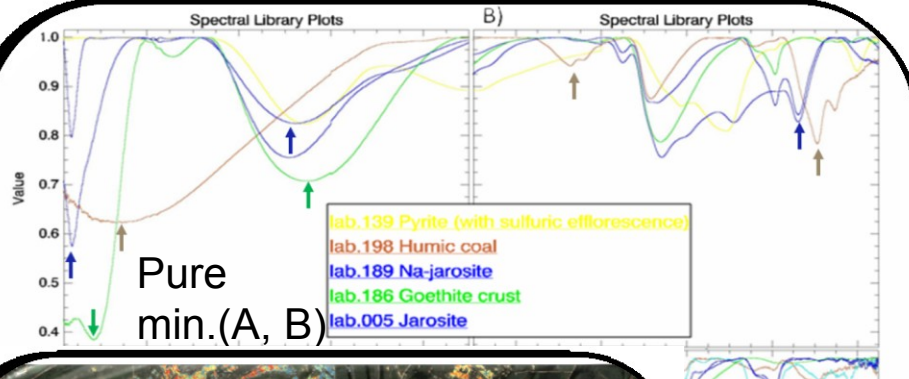 Spectral Library Plots
B)
Spectral Library Plots
1.0
0.9
0.8
0.7
0.6
0.5
0.4
Value
lab.139 Pyrite (with sulfuric efflorescence)
lab.198 Humic coal
lab.189 Na-jarosite
lab.186 Goethite crust
lab.005 Jarosite
Pure
min.(A, B)